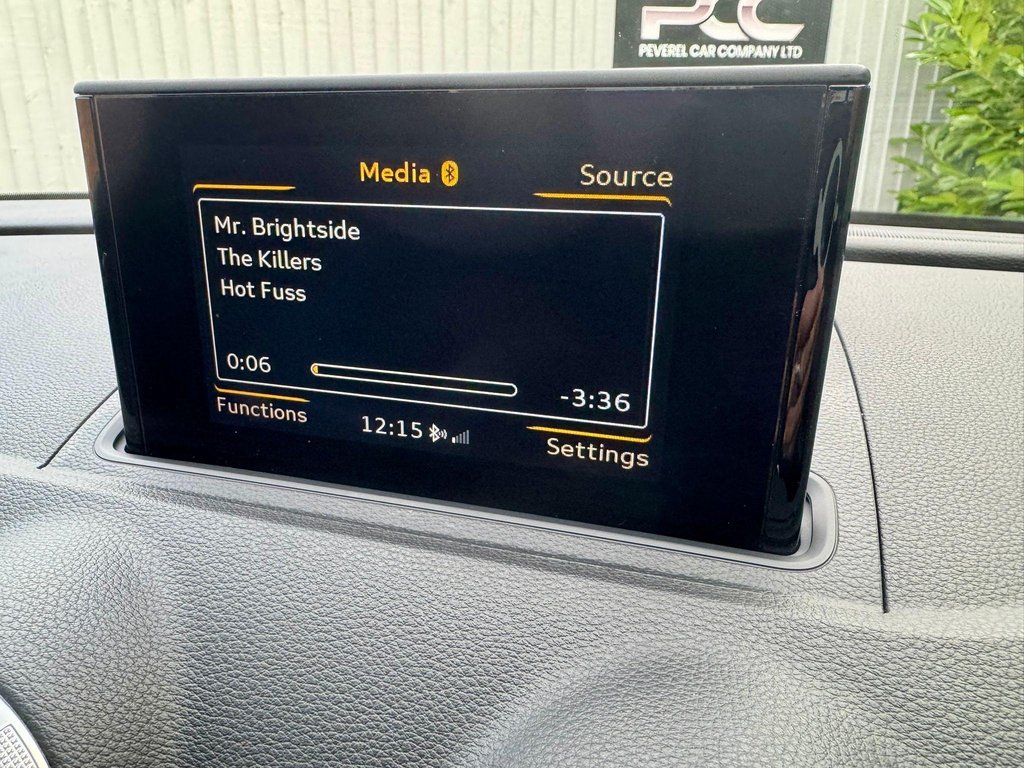 PCC
PEVEREL CAR COMPANY LTD
Media
Source
Mr. Brightside
The Killers
Hot Fuss
0:06
-3:36
Functions
12:15
Settings